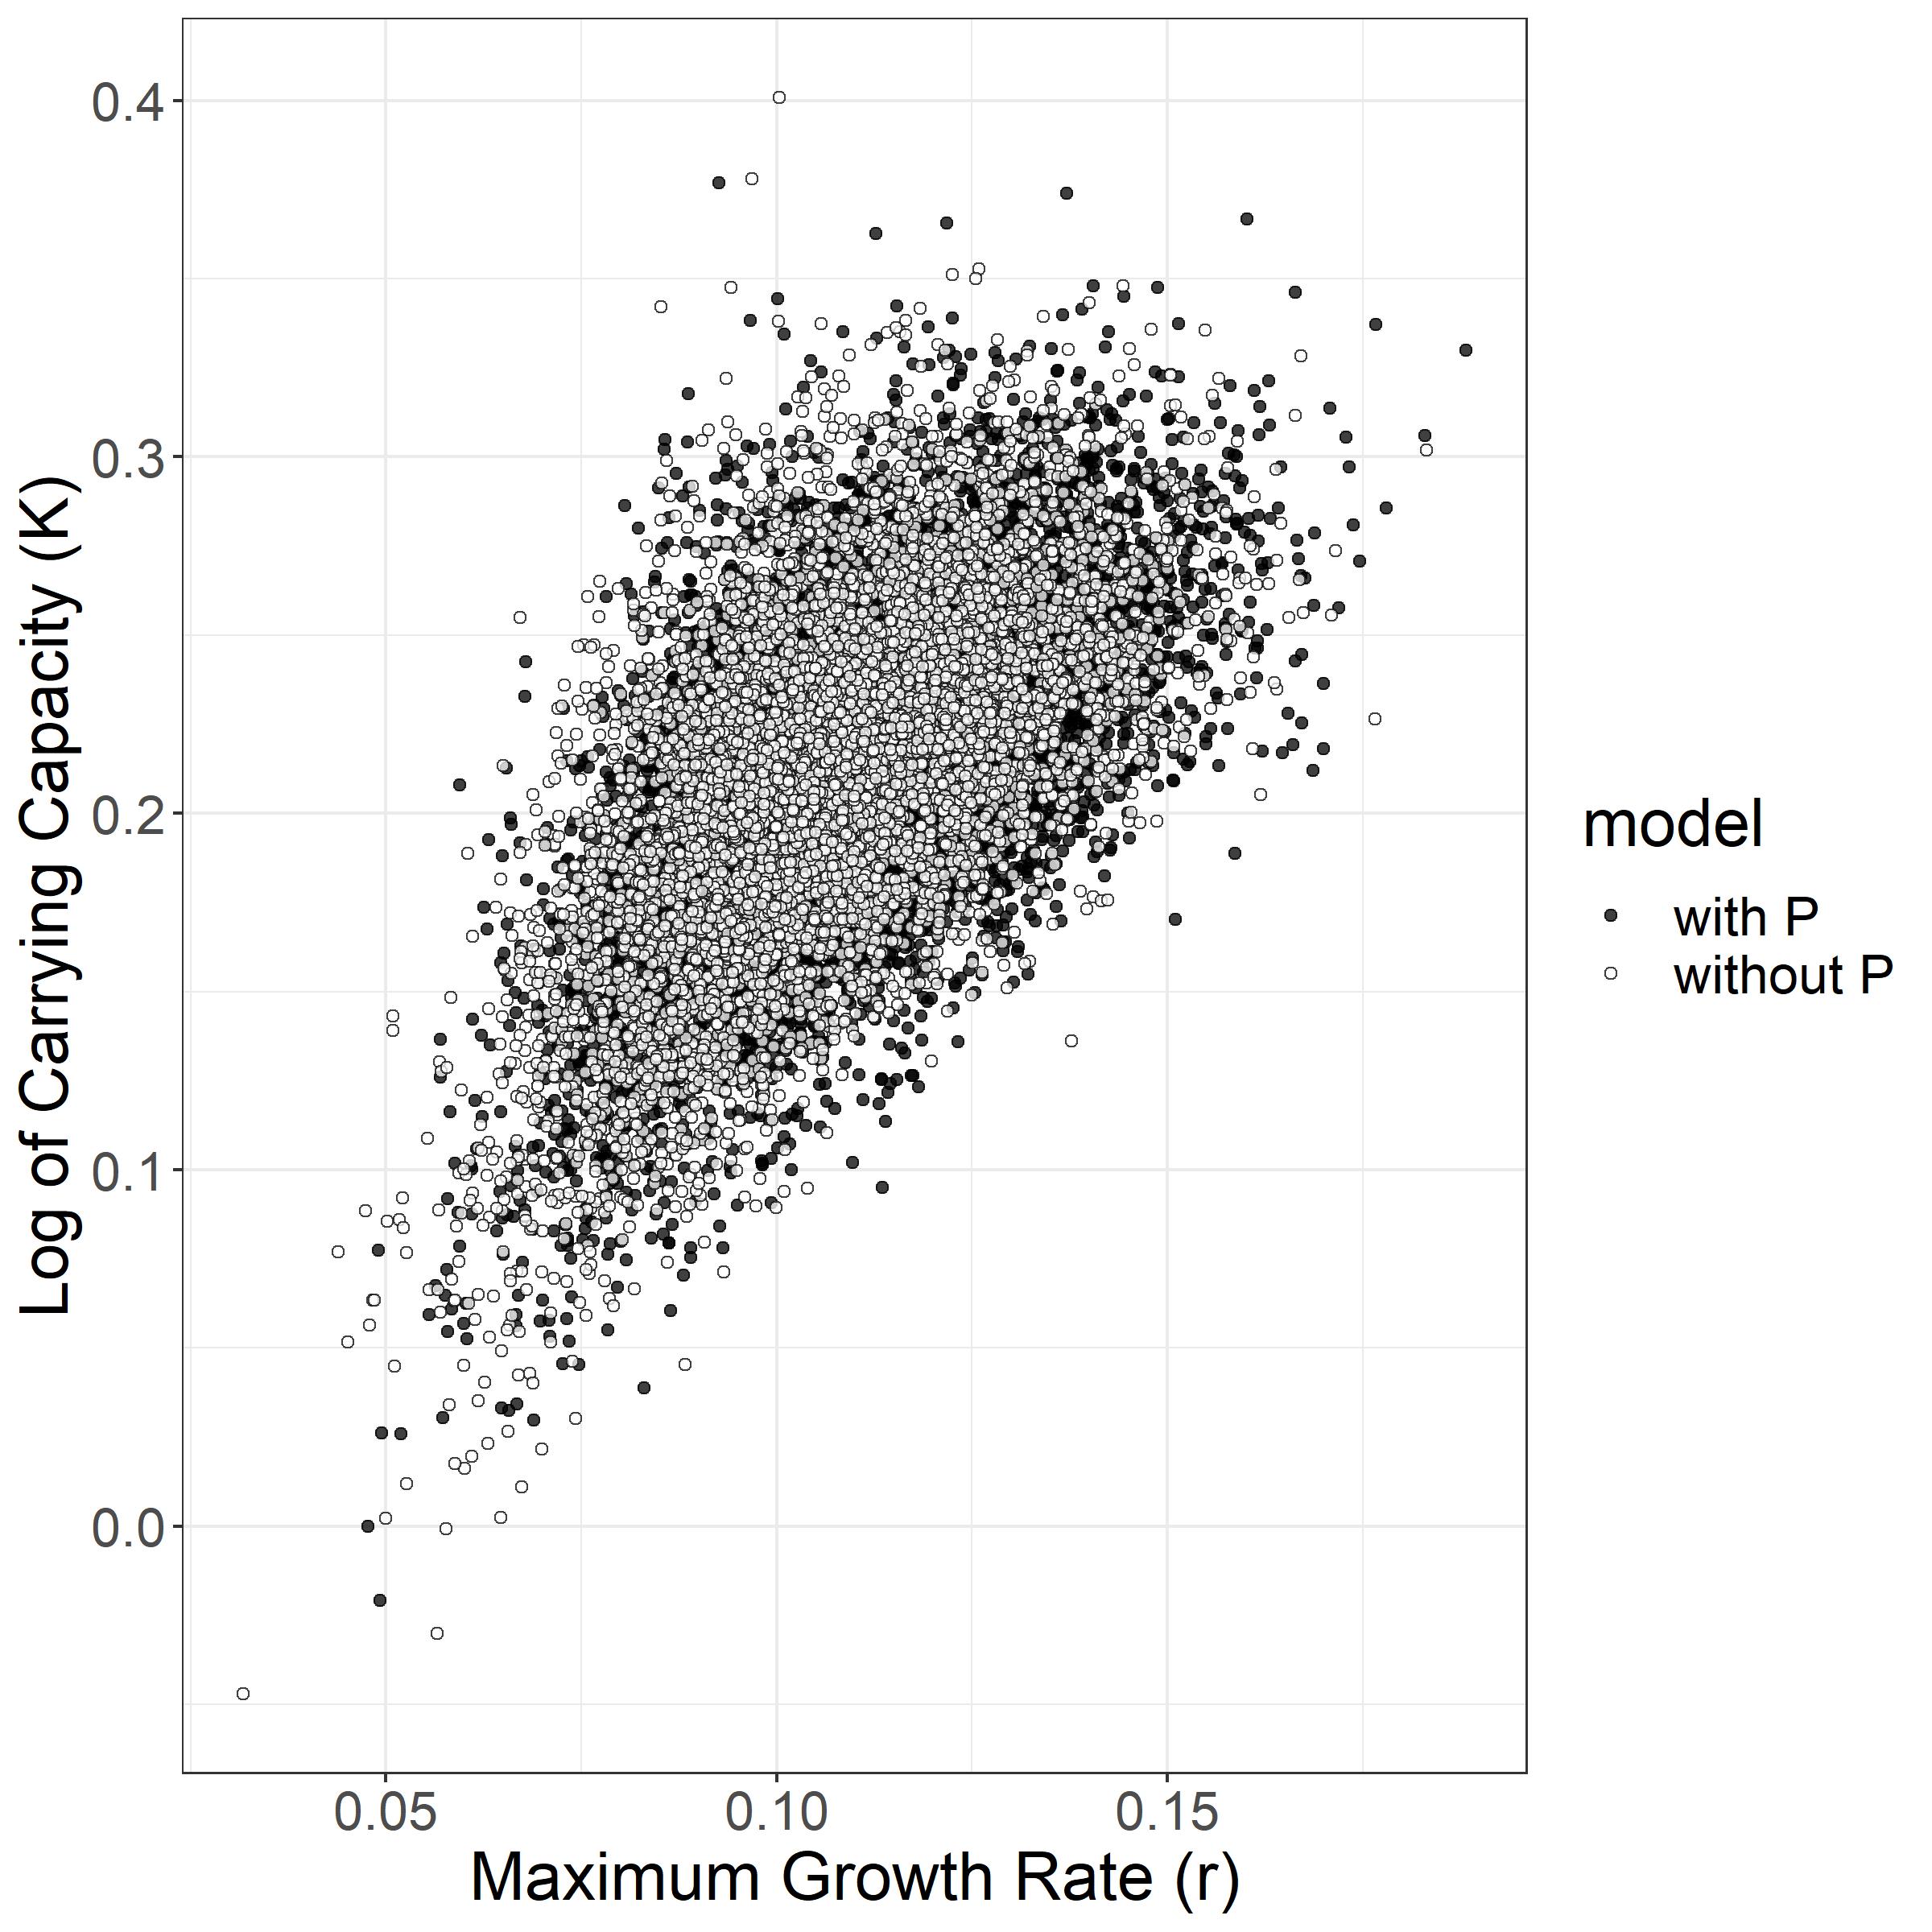 Log of Carrying Capacity (K)
0.4
0.3
0.2
0.1
0.0
0.05 0.10 0.15
Maximum Growth Rate (r)
model
with P
without P